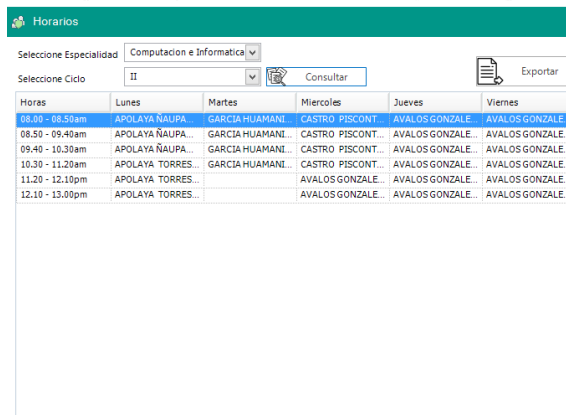 Horarios
Seleccione Especialidad Computacion e Informatica
Seleccione Ciclo II Consultar Exportar
Horas Lunes Martes Miercoles Jueves Viernes
08.00 - 08.50am APOLAYA ÑAUPA... GARCIA HUAMANI... CASTRO PISCONT... AVALOS GONZALE... AVALOS GONZALE.
08.50 - 09.40am APOLAYA ÑAUPA... GARCIA HUAMANI... CASTRO PISCONT... AVALOS GONZALE... AVALOS GONZALE.
09.40 - 10.30am APOLAYA ÑAUPA... GARCIA HUAMANI... CASTRO PISCONT... AVALOS GONZALE... AVALOS GONZALE.
10.30 - 11.20am APOLAYA TORRES... GARCIA HUAMANI... CASTRO PISCONT... AVALOS GONZALE... AVALOS GONZALE.
11.20 - 12.10pm APOLAYA TORRES... AVALOS GONZALE... AVALOS GONZALE... AVALOS GONZALE.
12.10 - 13.00pm APOLAYA TORRES... AVALOS GONZALE... AVALOS GONZALE... AVALOS GONZALE.